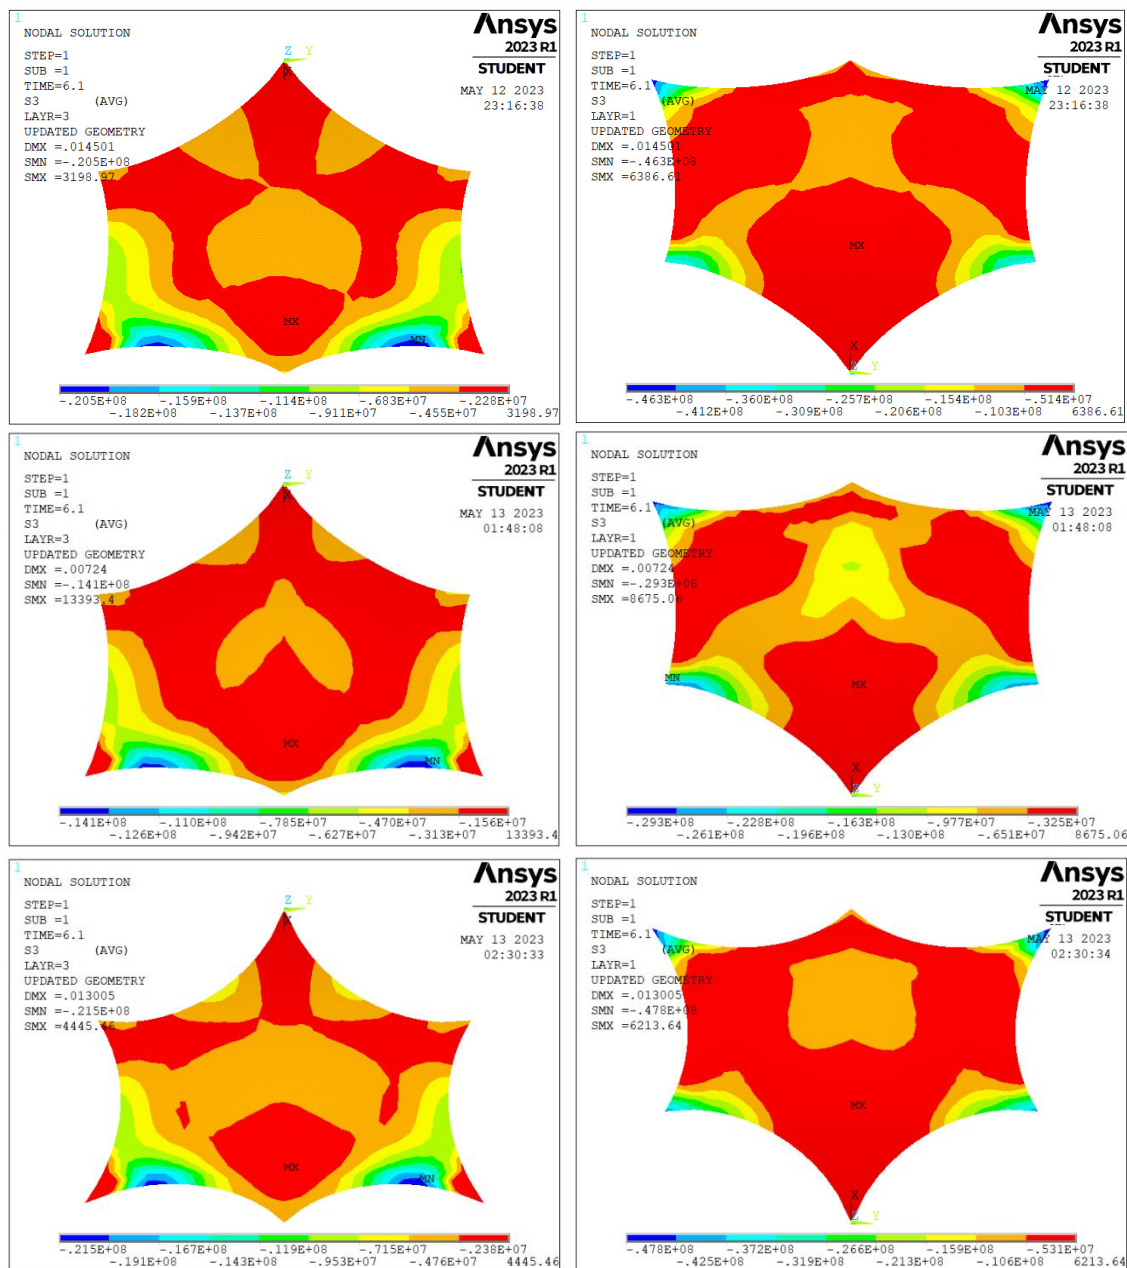 1
NODAL SOLUTION
STEP=1
SUB =1
TIME=6.1
S3 (AVG)
LAYR=3
UPDATED GEOMETRY
DMX =.014501
SMN =-.205E+08
SMX =3198.97
Ansys
2023 R1
STUDENT
MAY 12 2023
23:16:38
Z Y
X
MX
MN
-.205E+08 -.159E+08 -.114E+08 -.683E+07 -.228E+07
-.182E+08 -.137E+08 -.911E+07 -.455E+07 3198.97
1
NODAL SOLUTION
STEP=1
SUB =1
TIME=6.1
S3 (AVG)
LAYR=1
UPDATED GEOMETRY
DMX =.014501
SMN =-.463E+08
SMX =6386.61
Ansys
2023 R1
STUDENT
MAY 12 2023
23:16:38
MX
X
Z Y
-.463E+08 -.360E+08 -.257E+08 -.154E+08 -.514E+07
-.412E+08 -.309E+08 -.206E+08 -.103E+08 6386.61
1
NODAL SOLUTION
STEP=1
SUB =1
TIME=6.1
S3 (AVG)
LAYR=3
UPDATED GEOMETRY
DMX =.00724
SMN =-.141E+08
SMX =13393.4
Ansys
2023 R1
STUDENT
MAY 13 2023
01:48:08
Z Y
X
MX
MN
-.141E+08 -.110E+08 -.785E+07 -.470E+07 -.156E+07
-.126E+08 -.942E+07 -.627E+07 -.313E+07 13393.4
1
NODAL SOLUTION
STEP=1
SUB =1
TIME=6.1
S3 (AVG)
LAYR=1
UPDATED GEOMETRY
DMX =.00724
SMN =-.293E+08
SMX =8675.06
Ansys
2023 R1
STUDENT
MAY 13 2023
01:48:08
MN
MX
X
Z Y
-.293E+08 -.228E+08 -.163E+08 -.977E+07 -.325E+07
-.261E+08 -.196E+08 -.130E+08 -.651E+07 8675.06
1
NODAL SOLUTION
STEP=1
SUB =1
TIME=6.1
S3 (AVG)
LAYR=3
UPDATED GEOMETRY
DMX =.013005
SMN =-.215E+08
SMX =4445.46
Ansys
2023 R1
STUDENT
MAY 13 2023
02:30:33
Z Y
X
MX
MN
-.215E+08 -.167E+08 -.119E+08 -.715E+07 -.238E+07
-.191E+08 -.143E+08 -.953E+07 -.476E+07 4445.46
1
NODAL SOLUTION
STEP=1
SUB =1
TIME=6.1
S3 (AVG)
LAYR=1
UPDATED GEOMETRY
DMX =.013005
SMN =-.478E+08
SMX =6213.64
Ansys
2023 R1
STUDENT
MAY 13 2023
02:30:34
MX
X
Z Y
-.478E+08 -.372E+08 -.266E+08 -.159E+08 -.531E+07
-.425E+08 -.319E+08 -.213E+08 -.106E+08 6213.64